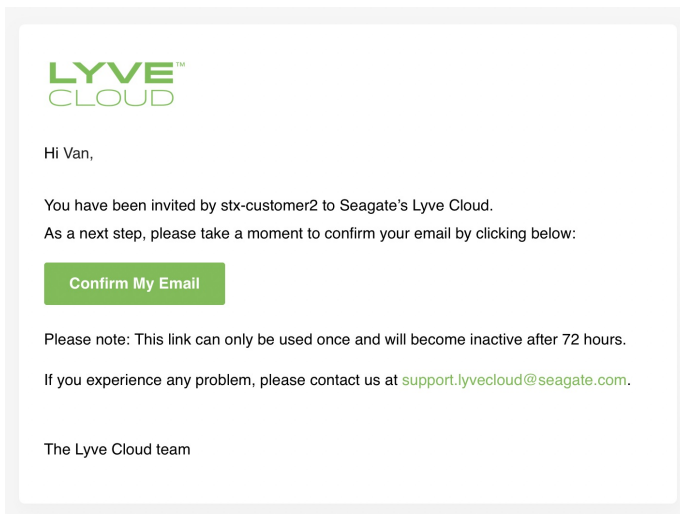 LYVE™
CLOUD
Hi Van,
You have been invited by stx-customer2 to Seagate’s Lyve Cloud.
As a next step, please take a moment to confirm your email by clicking below:
Confirm My Email
Please note: This link can only be used once and will become inactive after 72 hours.
If you experience any problem, please contact us at support.lyvecloud@seagate.com.
The Lyve Cloud team